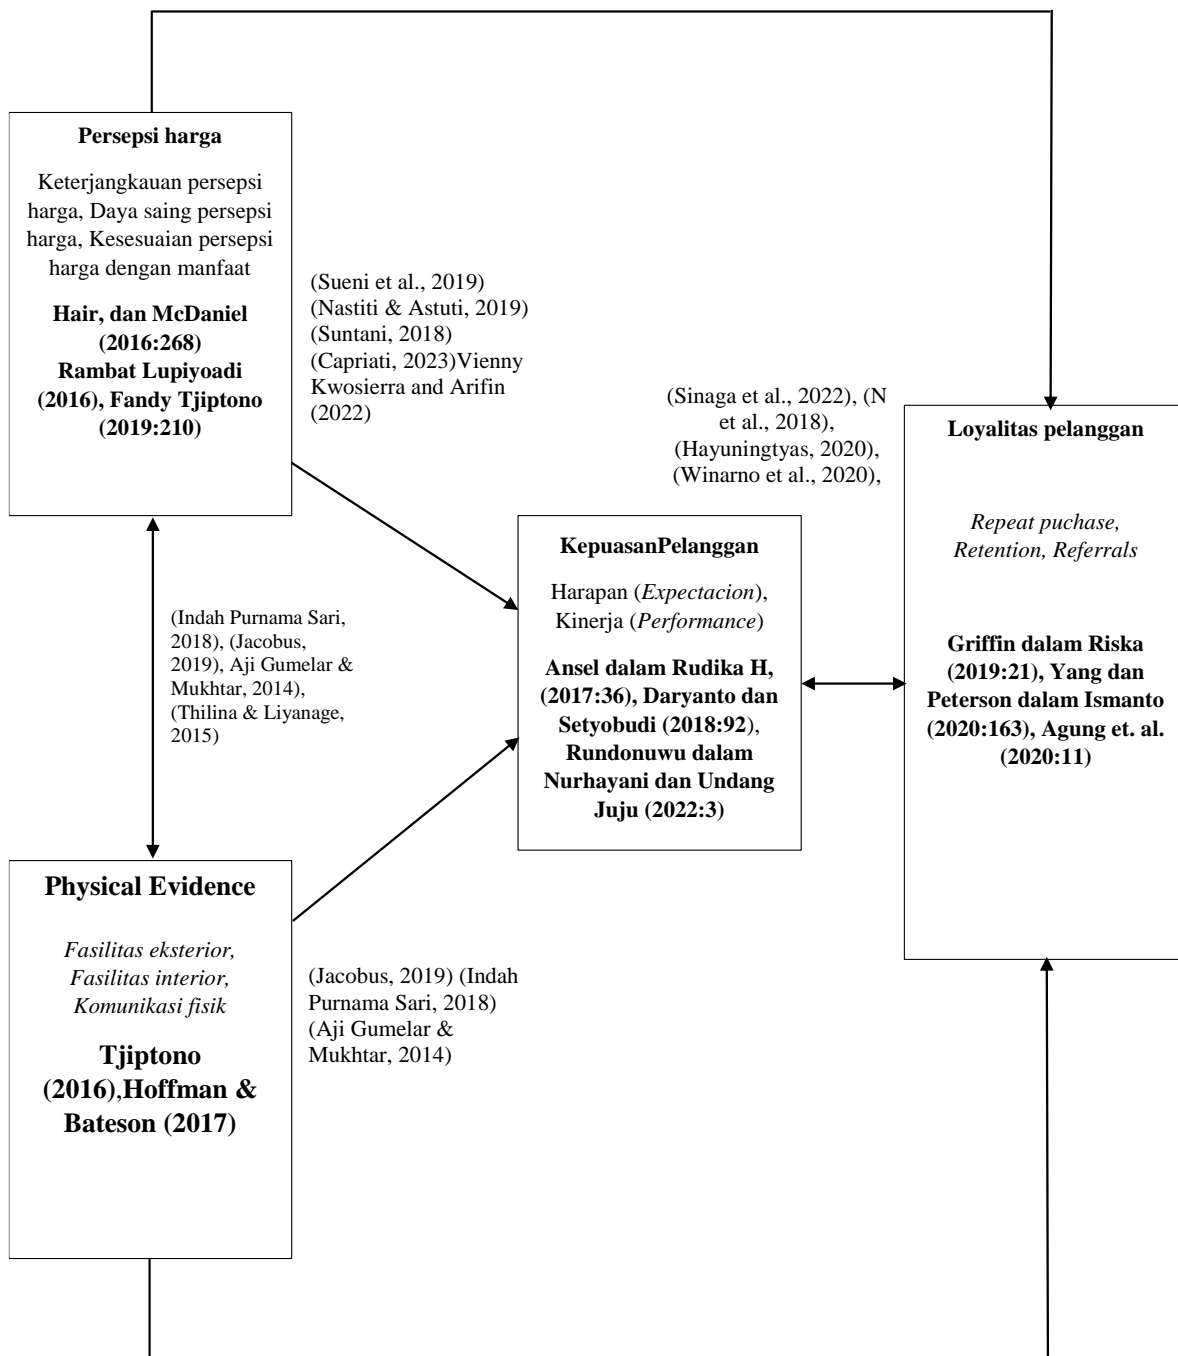 Persepsi harga
Keterjangkauan persepsi
harga, Daya saing persepsi
harga, Kesesuaian persepsi
harga dengan manfaat
Hair, dan McDaniel
(2016:268)
Rambat Lupiyoadi
(2016), Fandy Tjiptono
(2019:210)
(Sueni et al., 2019)
(Nastiti & Astuti, 2019)
(Suntani, 2018)
(Capriati, 2023)Vienny
Kwosierra and Arifin
(2022)
(Sinaga et al., 2022), (N
et al., 2018),
(Hayuningtyas, 2020),
(Winarno et al., 2020),
Loyalitas pelanggan
Repeat puchase,
Retention, Referrals
Griffin dalam Riska
(2019:21), Yang dan
Peterson dalam Ismanto
(2020:163), Agung et. al.
(2020:11)
KepuasanPelanggan
Harapan (Expectacion),
Kinerja (Performance)
Ansel dalam Rudika H,
(2017:36), Daryanto dan
Setyobudi (2018:92),
Rundonuwu dalam
Nurhayani dan Undang
Juju (2022:3)
(Indah Purnama Sari,
2018), (Jacobus,
2019), Aji Gumelar &
Mukhtar, 2014),
(Thilina & Liyanage,
2015)
Physical Evidence
Fasilitas eksterior,
Fasilitas interior,
Komunikasi fisik
Tjiptono
(2016),Hoffman &
Bateson (2017)
(Jacobus, 2019) (Indah
Purnama Sari, 2018)
(Aji Gumelar &
Mukhtar, 2014)